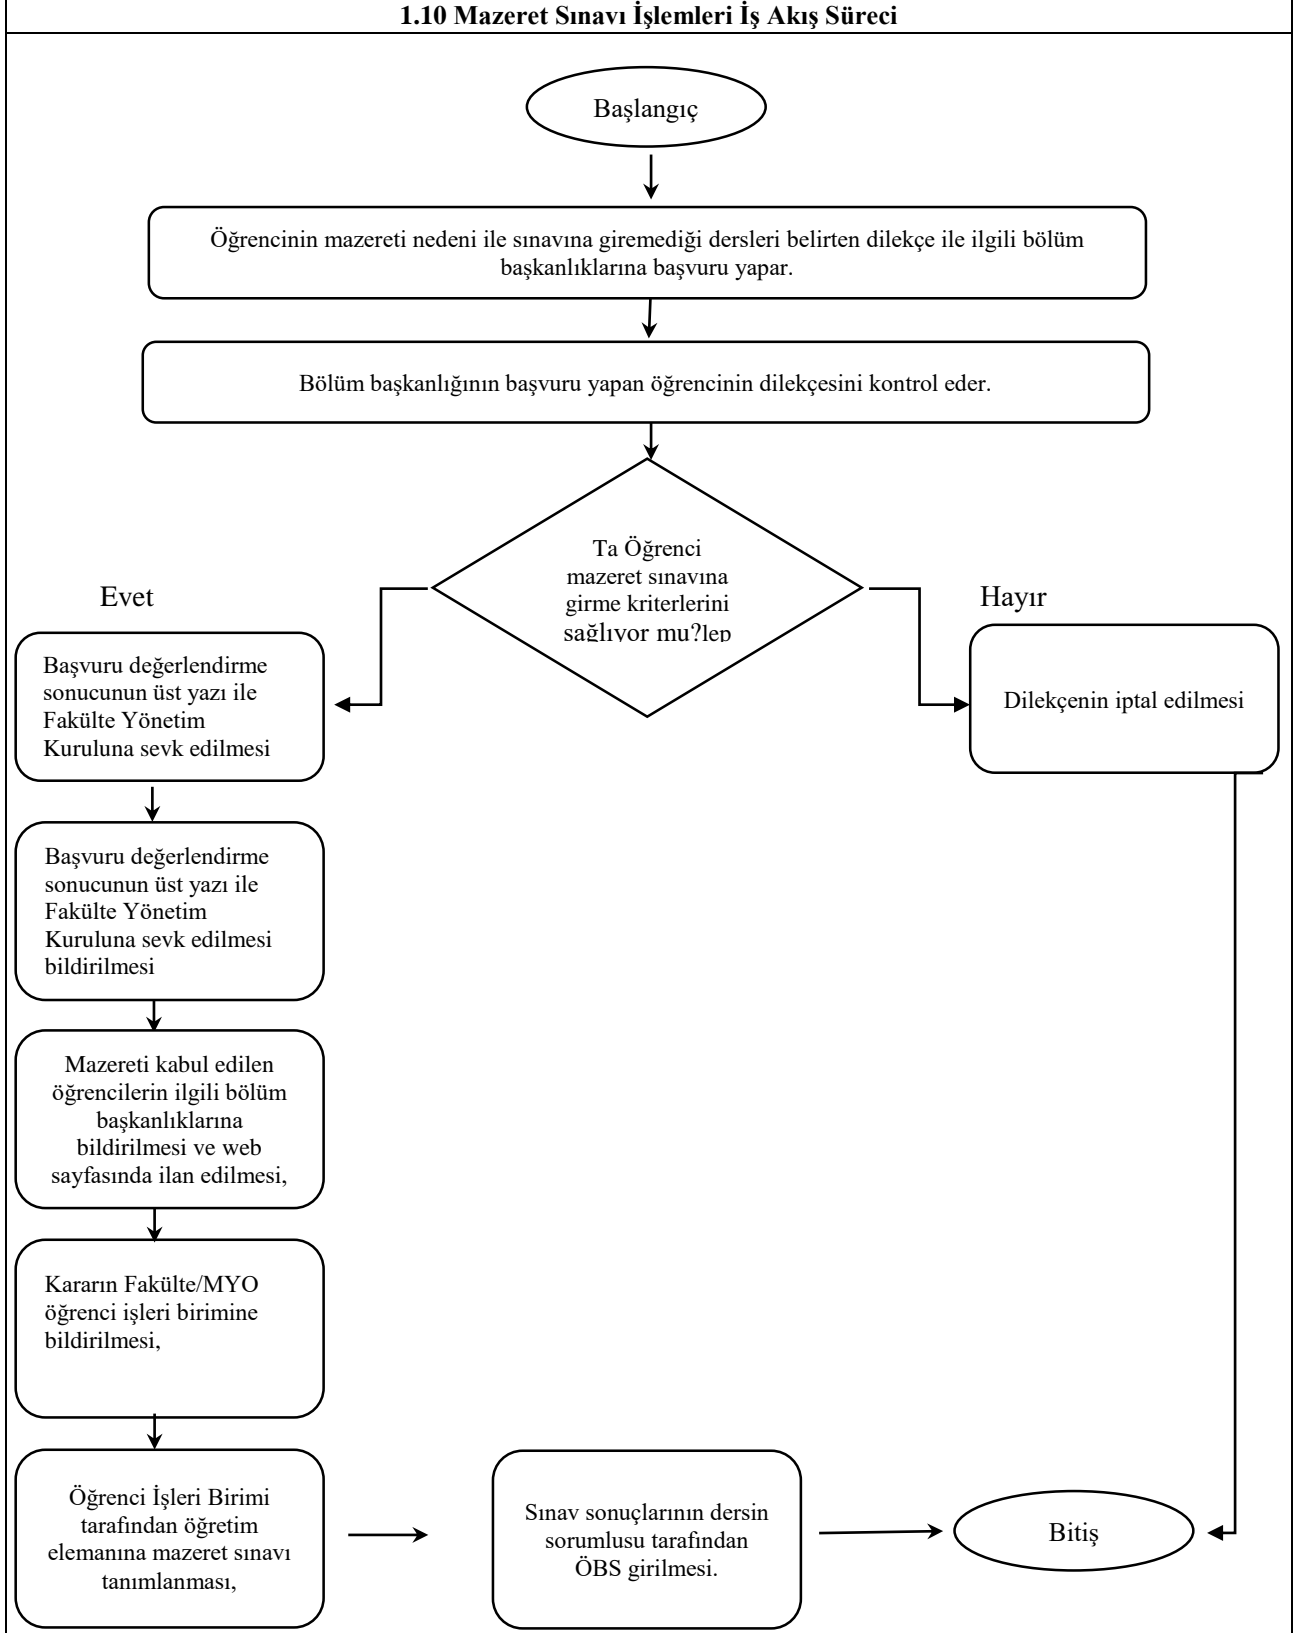 1.10 Mazeret Sınavı İşlemleri İş Akış Süreci
Başlangıç
Öğrencinin mazereti nedeni ile sınavına giremediği dersleri belirten dilekçe ile ilgili bölüm
başkanlıklarına başvuru yapar.
Bölüm başkanlığının başvuru yapan öğrencinin dilekçesini kontrol eder.
Ta Öğrenci
mazeret sınavına
girme kriterlerini
sağlıyor mu?lep
Evet
Hayır
Başvuru değerlendirme
sonucunun üst yazı ile
Fakülte Yönetim
Kuruluna sevk edilmesi
Dilekçenin iptal edilmesi
Başvuru değerlendirme
sonucunun üst yazı ile
Fakülte Yönetim
Kuruluna sevk edilmesi
bildirilmesi
Mazereti kabul edilen
öğrencilerin ilgili bölüm
başkanlıklarına
bildirilmesi ve web
sayfasında ilan edilmesi,
Kararın Fakülte/MYO
öğrenci işleri birimine
bildirilmesi,
Öğrenci İşleri Birimi
tarafından öğretim
elemanına mazeret sınavı
tanımlanması,
Sınav sonuçlarının dersin
sorumlusu tarafından
ÖBS girilmesi.
Bitiş